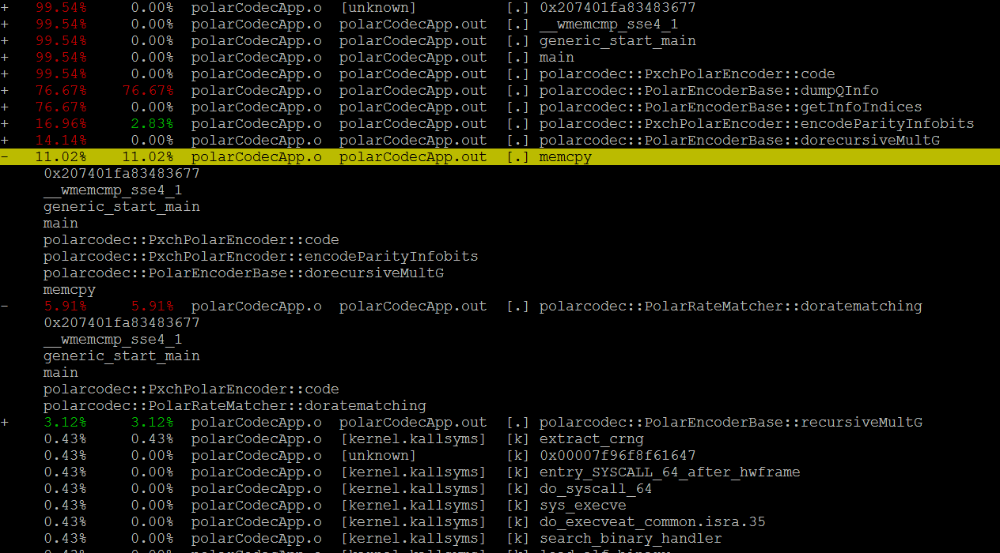 + 99.54% 0.00% polarCodecApp.o [unknown] [.] 0x207401fa83483677
+ 99.54% 0.00% polarCodecApp.o polarCodecApp.out [.] __wmemcmp_sse4_1
+ 99.54% 0.00% polarCodecApp.o polarCodecApp.out [.] generic_start_main
+ 99.54% 0.00% polarCodecApp.o polarCodecApp.out [.] main
+ 99.54% 0.00% polarCodecApp.o polarCodecApp.out [.] polarcodec::PxchPolarEncoder::code
+ 76.67% 76.67% polarCodecApp.o polarCodecApp.out [.] polarcodec::PolarEncoderBase::dumpQInfo
+ 76.67% 0.00% polarCodecApp.o polarCodecApp.out [.] polarcodec::PolarEncoderBase::getInfoIndices
+ 16.96% 2.83% polarCodecApp.o polarCodecApp.out [.] polarcodec::PxchPolarEncoder::encodeParityInfobits
+ 14.14% 0.00% polarCodecApp.o polarCodecApp.out [.] polarcodec::PolarEncoderBase::dorecursiveMultG
- 11.02% 11.02% polarCodecApp.o polarCodecApp.out [.] memcpy
0x207401fa83483677
__wmemcmp_sse4_1
generic_start_main
main
polarcodec::PxchPolarEncoder::code
polarcodec::PxchPolarEncoder::encodeParityInfobits
polarcodec::PolarEncoderBase::dorecursiveMultG
memcpy
- 5.91% 5.91% polarCodecApp.o polarCodecApp.out [.] polarcodec::PolarRateMatcher::doratematching
0x207401fa83483677
__wmemcmp_sse4_1
generic_start_main
main
polarcodec::PxchPolarEncoder::code
polarcodec::PolarRateMatcher::doratematching
+ 3.12% 3.12% polarCodecApp.o polarCodecApp.out [.] polarcodec::PolarEncoderBase::recursiveMultG
0.43% 0.43% polarCodecApp.o [kernel.kallsyms] [k] extract_crng
0.43% 0.00% polarCodecApp.o [unknown] [k] 0x00007f96f8f61647
0.43% 0.00% polarCodecApp.o [kernel.kallsyms] [k] entry_SYSCALL_64_after_hwframe
0.43% 0.00% polarCodecApp.o [kernel.kallsyms] [k] do_syscall_64
0.43% 0.00% polarCodecApp.o [kernel.kallsyms] [k] sys_execve
0.43% 0.00% polarCodecApp.o [kernel.kallsyms] [k] do_execveat_common.isra.35
0.43% 0.00% polarCodecApp.o [kernel.kallsyms] [k] search_binary_handler